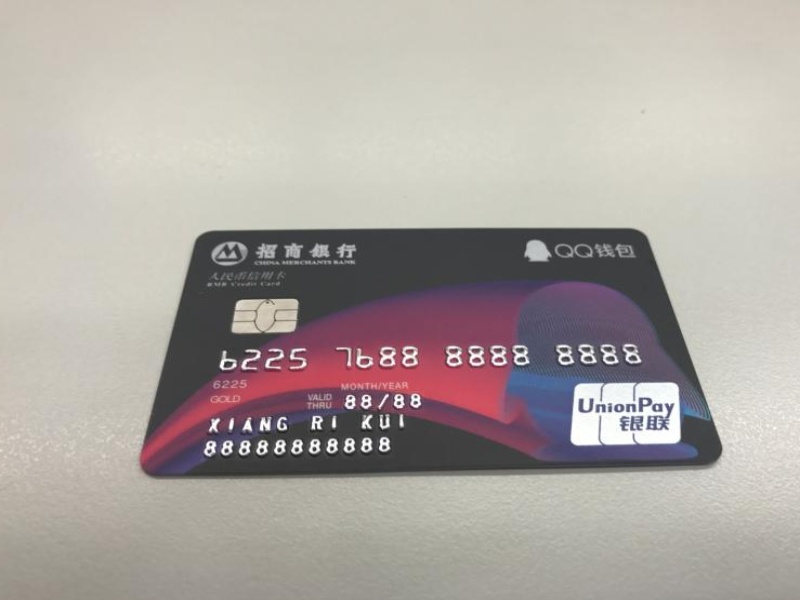 招商银行 QQ钱包
CHINA MERCHANTS BANK
人民币信用卡
RMB Credit Card
6225 7688 8888 8888
6225 MONTH/YEAR
GOLD VALID THRU 88/88
XIANG RI KUI
88888888888
UnionPay
银联